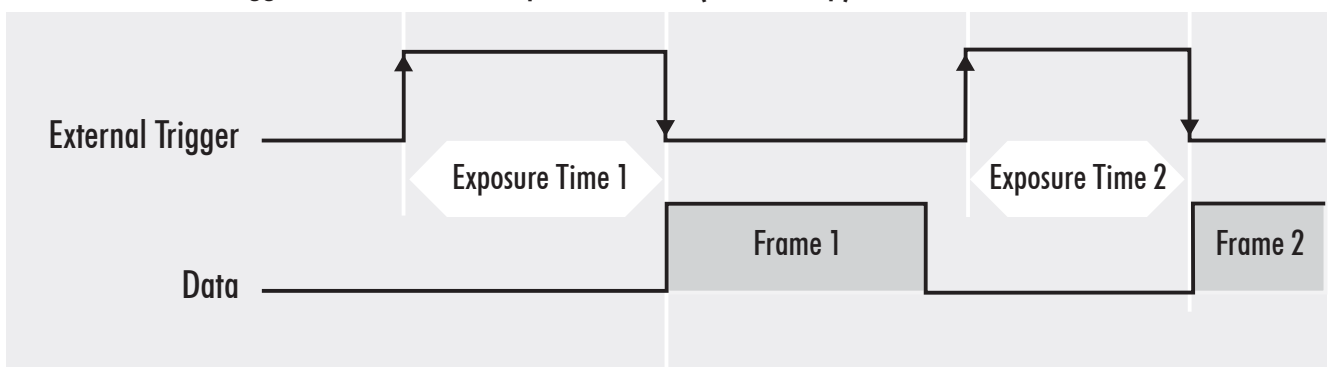 External Trigger
Exposure Time 1
Exposure Time 2
Frame 1
Frame 2
Data